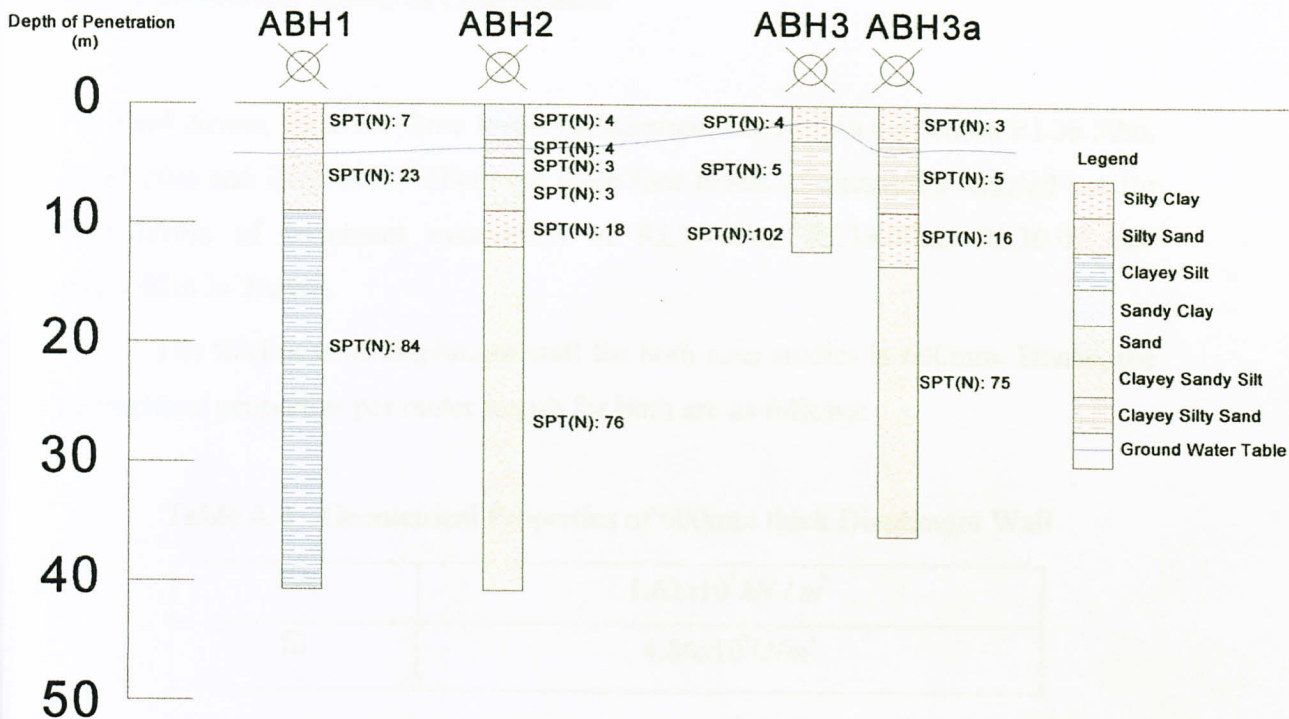 Depth of Penetration
(m)
ABH1
ABH2
ABH3
ABH3a
0
10
20
30
40
50
SPT(N): 7
SPT(N): 23
SPT(N): 84
SPT(N): 4
SPT(N): 4
SPT(N): 3
SPT(N): 3
SPT(N): 18
SPT(N): 76
SPT(N): 4
SPT(N): 5
SPT(N):102
SPT(N): 3
SPT(N): 5
SPT(N): 16
SPT(N): 75
Legend
Silty Clay
Silty Sand
Clayey Silt
Sandy Clay
Sand
Clayey Sandy Silt
Clayey Silty Sand
Ground Water Table